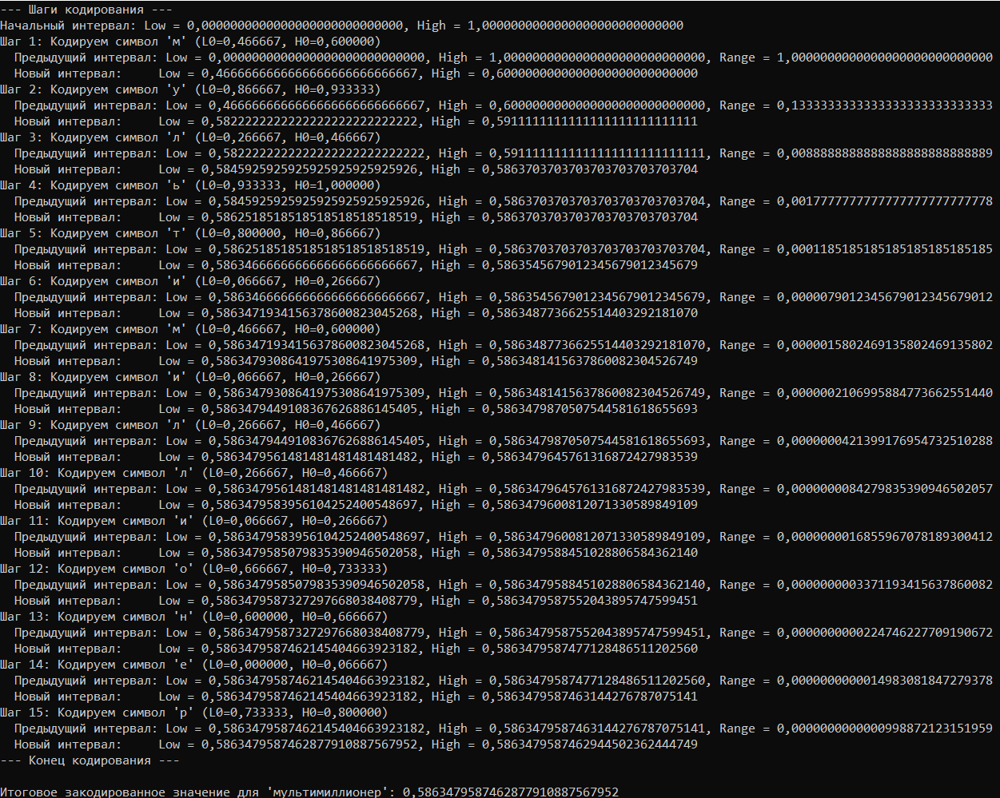 --- Шаги кодирования ---
Начальный интервал: Low = 0,0000000000000000000000000000, High = 1,0000000000000000000000000000
Шаг 1: Кодируем символ 'м' (L0=0,466667, H0=0,600000)
Предыдущий интервал: Low = 0,0000000000000000000000000000, High = 1,0000000000000000000000000000, Range = 1,0000000000000000000000000000
Новый интервал: Low = 0,4666666666666666666666666667, High = 0,6000000000000000000000000000
Шаг 2: Кодируем символ 'у' (L0=0,866667, H0=0,933333)
Предыдущий интервал: Low = 0,4666666666666666666666666667, High = 0,6000000000000000000000000000, Range = 0,1333333333333333333333333333
Новый интервал: Low = 0,5822222222222222222222222222, High = 0,5911111111111111111111111111
Шаг 3: Кодируем символ 'л' (L0=0,266667, H0=0,466667)
Предыдущий интервал: Low = 0,5822222222222222222222222222, High = 0,5911111111111111111111111111, Range = 0,0088888888888888888888888889
Новый интервал: Low = 0,5845925925925925925925925926, High = 0,5863703703703703703703703704
Шаг 4: Кодируем символ 'ь' (L0=0,933333, H0=1,000000)
Предыдущий интервал: Low = 0,5845925925925925925925925926, High = 0,5863703703703703703703703704, Range = 0,0017777777777777777777777778
Новый интервал: Low = 0,5862518518518518518518518519, High = 0,5863703703703703703703703704
Шаг 5: Кодируем символ 'т' (L0=0,800000, H0=0,866667)
Предыдущий интервал: Low = 0,5862518518518518518518518519, High = 0,5863703703703703703703703704, Range = 0,0001185185185185185185185185
Новый интервал: Low = 0,5863466666666666666666666667, High = 0,5863545679012345679012345679
Шаг 6: Кодируем символ 'и' (L0=0,066667, H0=0,266667)
Предыдущий интервал: Low = 0,5863466666666666666666666667, High = 0,5863545679012345679012345679, Range = 0,0000079012345679012345679012
Новый интервал: Low = 0,5863471934156378600823045268, High = 0,5863487736625514403292181070
Шаг 7: Кодируем символ 'м' (L0=0,466667, H0=0,600000)
Предыдущий интервал: Low = 0,5863471934156378600823045268, High = 0,5863487736625514403292181070, Range = 0,0000015802469135802469135802
Новый интервал: Low = 0,5863479308641975308641975309, High = 0,5863481415637860082304526749
Шаг 8: Кодируем символ 'и' (L0=0,066667, H0=0,266667)
Предыдущий интервал: Low = 0,5863479308641975308641975309, High = 0,5863481415637860082304526749, Range = 0,0000002106995884773662551440
Новый интервал: Low = 0,5863479449108367626886145405, High = 0,5863479870507544581618655693
Шаг 9: Кодируем символ 'л' (L0=0,266667, H0=0,466667)
Предыдущий интервал: Low = 0,5863479449108367626886145405, High = 0,5863479870507544581618655693, Range = 0,0000000421399176954732510288
Новый интервал: Low = 0,5863479561481481481481481482, High = 0,5863479645761316872427983539
Шаг 10: Кодируем символ 'л' (L0=0,266667, H0=0,466667)
Предыдущий интервал: Low = 0,5863479561481481481481481482, High = 0,5863479645761316872427983539, Range = 0,0000000084279835390946502057
Новый интервал: Low = 0,5863479583956104252400548697, High = 0,5863479600812071330589849109
Шаг 11: Кодируем символ 'и' (L0=0,066667, H0=0,266667)
Предыдущий интервал: Low = 0,5863479583956104252400548697, High = 0,5863479600812071330589849109, Range = 0,0000000016855967078189300412
Новый интервал: Low = 0,5863479585079835390946502058, High = 0,5863479588451028806584362140
Шаг 12: Кодируем символ 'о' (L0=0,666667, H0=0,733333)
Предыдущий интервал: Low = 0,5863479585079835390946502058, High = 0,5863479588451028806584362140, Range = 0,0000000003371193415637860082
Новый интервал: Low = 0,5863479587327297668038408779, High = 0,5863479587552043895747599451
Шаг 13: Кодируем символ 'н' (L0=0,600000, H0=0,666667)
Предыдущий интервал: Low = 0,5863479587327297668038408779, High = 0,5863479587552043895747599451, Range = 0,0000000000224746227709190672
Новый интервал: Low = 0,5863479587462145404663923182, High = 0,5863479587477128486511202560
Шаг 14: Кодируем символ 'е' (L0=0,000000, H0=0,066667)
Предыдущий интервал: Low = 0,5863479587462145404663923182, High = 0,5863479587477128486511202560, Range = 0,0000000000014983081847279378
Новый интервал: Low = 0,5863479587462145404663923182, High = 0,5863479587463144276787075141
Шаг 15: Кодируем символ 'р' (L0=0,733333, H0=0,800000)
Предыдущий интервал: Low = 0,5863479587462145404663923182, High = 0,5863479587463144276787075141, Range = 0,0000000000000998872123151959
Новый интервал: Low = 0,5863479587462877910887567952, High = 0,5863479587462944502362444749
--- Конец кодирования ---
Итоговое закодированное значение для 'мультимиллионер': 0,5863479587462877910887567952